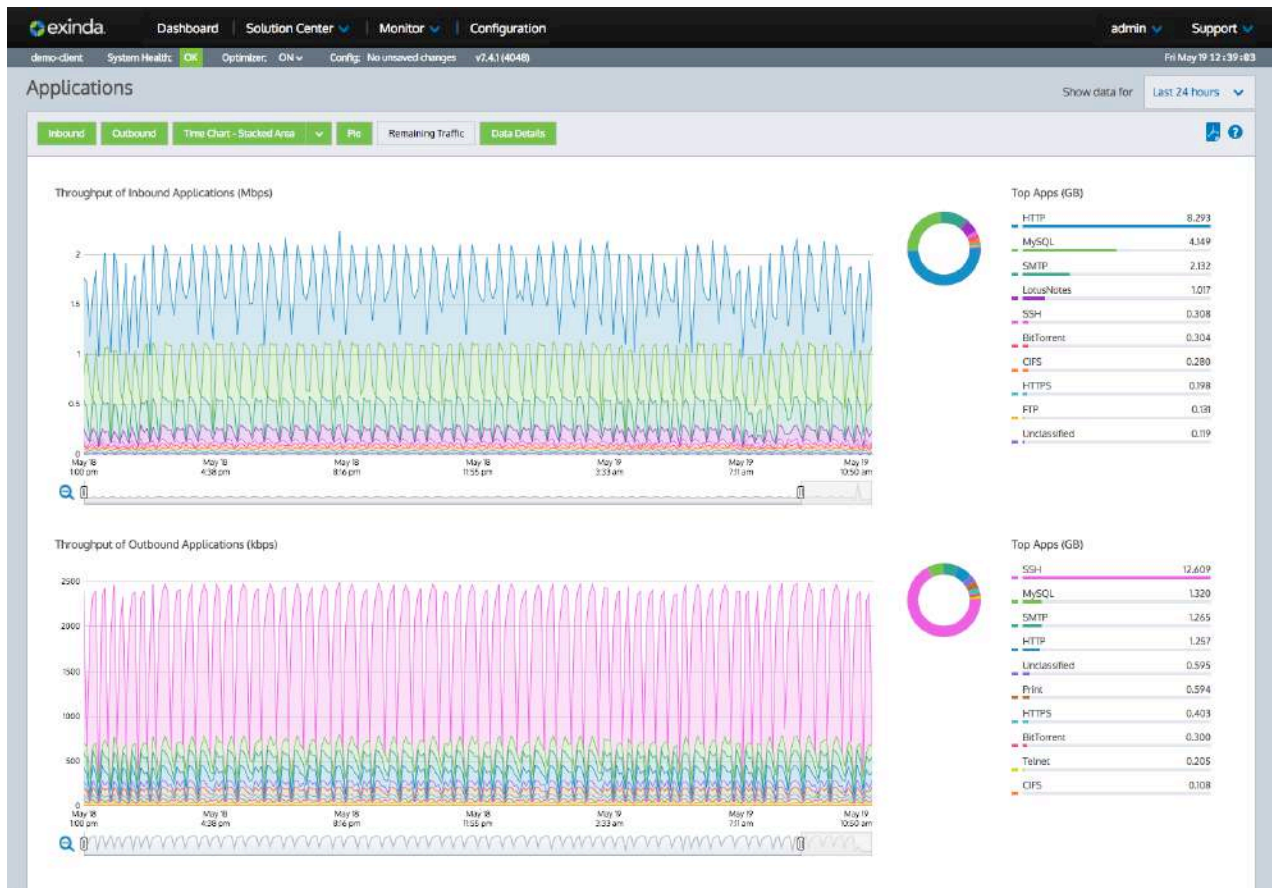 exinda. Dashboard Solution Center Monitor Configuration admin Support
demo-client System Health: OK Optimizer: ON Config: No unsaved changes v7.4.1 (4048) Fri May 19 12:39:03
Applications Show data for Last 24 hours
Inbound Outbound Time Chart - Stacked Area Pie Remaining Traffic Data Details
Throughput of Inbound Applications (Mbps)
2
1.5
1
0.5
0
May 18 May 18 May 18 May 18 May 19 May 19 May 19
1:00 pm 4:38 pm 8:16 pm 11:55 pm 3:33 am 7:11 am 10:50 am
Top Apps (GB)
HTTP 8.293
MySQL 4.149
SMTP 2.132
LotusNotes 1.017
SSH 0.308
BitTorrent 0.304
CIFS 0.280
HTTPS 0.198
FTP 0.131
Unclassified 0.119
Throughput of Outbound Applications (kbps)
2500
2000
1500
1000
500
0
May 18 May 18 May 18 May 18 May 19 May 19 May 19
1:00 pm 4:38 pm 8:16 pm 11:55 pm 3:33 am 7:11 am 10:50 am
Top Apps (GB)
SSH 12.609
MySQL 1.320
SMTP 1.265
HTTP 1.257
Unclassified 0.595
Print 0.594
HTTPS 0.403
BitTorrent 0.300
Telnet 0.205
CIFS 0.108